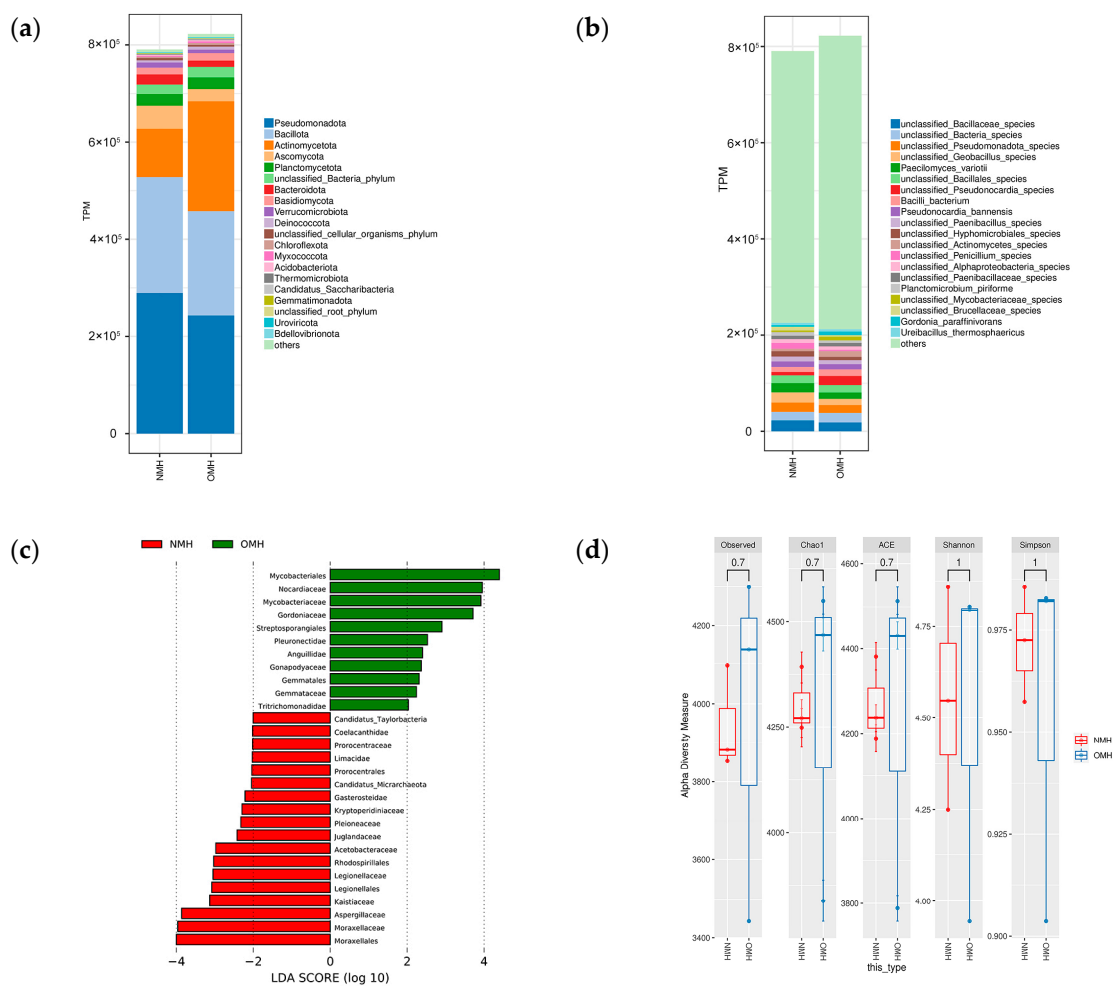 (a)
TPM
8×10⁵
6×10⁵
4×10⁵
2×10⁵
0
NMH
OMH
Pseudomonadota
Bacillota
Actinomycetota
Ascomycota
Planctomycetota
unclassified_Bacteria_phylum
Bacteroidota
Basidiomycota
Verrucomicrobiota
Deinococcota
unclassified_cellular_organisms_phylum
Chloroflexota
Myxococcota
Acidobacteriota
Thermomicrobiota
Candidatus_Saccharibacteria
Gemmatimonadota
unclassified_root_phylum
Uroviricota
Bdellovibrionota
others
(b)
TPM
8×10⁵
6×10⁵
4×10⁵
2×10⁵
0
NMH
OMH
unclassified_Bacillaceae_species
unclassified_Bacteria_species
unclassified_Pseudomonadota_species
unclassified_Geobacillus_species
Paecilomyces_variotii
unclassified_Bacillales_species
unclassified_Pseudonocardia_species
Bacilli_bacterium
Pseudonocardia_bannensis
unclassified_Paenibacillus_species
unclassified_Hyphomicrobiales_species
unclassified_Actinomycetes_species
unclassified_Penicillium_species
unclassified_Alphaproteobacteria_species
unclassified_Paenibacillaceae_species
Planctomicrobium_piriforme
unclassified_Mycobacteriaceae_species
unclassified_Brucellaceae_species
Gordonia_paraffinivorans
Ureibacillus_thermosphaericus
others
(c)
NMH OMH
Mycobacteriales
Nocardiaceae
Mycobacteriaceae
Gordoniaceae
Streptosporangiales
Pleuronectidae
Anguillidae
Gonapodyaceae
Gemmatales
Gemmataceae
Tritrichomonadidae
Candidatus_Taylorbacteria
Coelacanthidae
Prorocentraceae
Limacidae
Prorocentrales
Candidatus_Micrarchaeota
Gasterosteidae
Kryptoperidiniaceae
Pleioneaceae
Juglandaceae
Acetobacteraceae
Rhodospirillales
Legionellaceae
Legionellales
Kaistiaceae
Aspergillaceae
Moraxellaceae
Moraxellales
−4 −2 0 2 4
LDA SCORE (log 10)
(d)
Alpha Diversity Measure
Observed
0.7
4200
4000
3800
3600
3400
NMH
OMH
Chao1
0.7
4500
4250
4000
NMH
OMH
ACE
0.7
4600
4400
4200
4000
3800
NMH
OMH
Shannon
1
4.75
4.50
4.25
4.00
NMH
OMH
Simpson
1
0.975
0.950
0.925
0.900
NMH
OMH
this_type
NMH
OMH